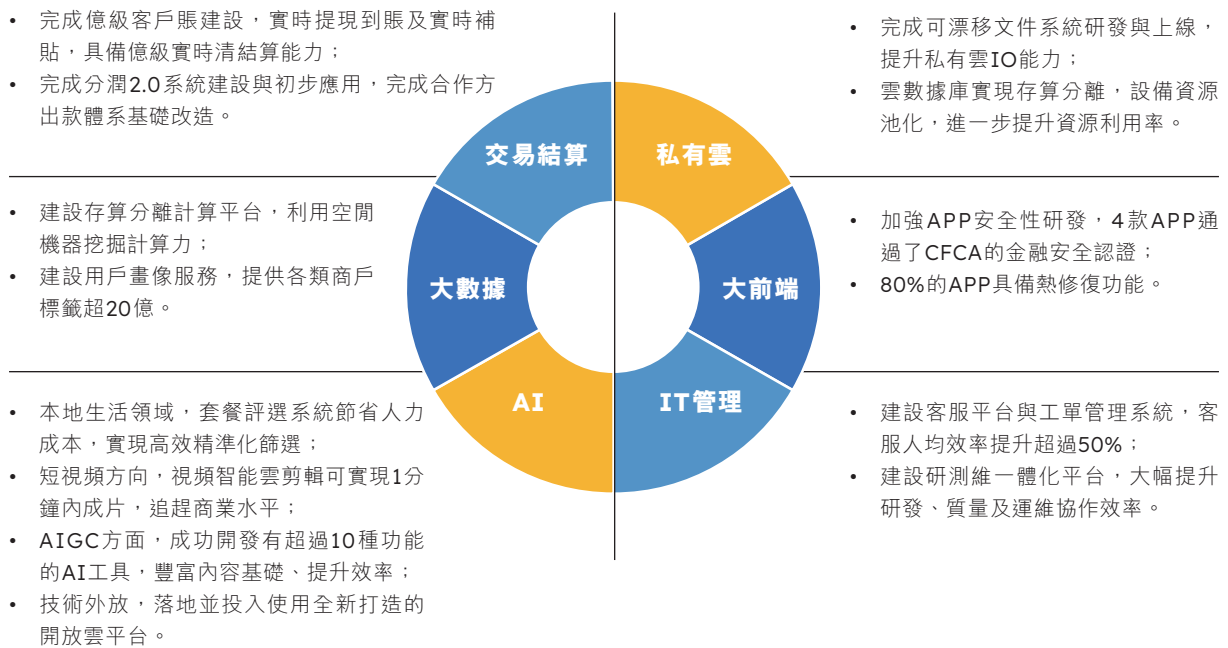 • 完成億級客戶賬建設，實時提現到賬及實時補
貼，具備億級實時清結算能力；
• 完成分潤2.0系統建設與初步應用，完成合作方
出款體系基礎改造。
• 建設存算分離計算平台，利用空閒
機器挖掘計算力；
• 建設用戶畫像服務，提供各類商戶
標籤超20億。
• 本地生活領域，套餐評選系統節省人力
成本，實現高效精準化篩選；
• 短視頻方向，視頻智能雲剪輯可實現1分
鐘內成片，追趕商業水平；
• AIGC方面，成功開發有超過10種功能
的AI工具，豐富內容基礎、提升效率；
• 技術外放，落地並投入使用全新打造的
開放雲平台。
交易結算
私有雲
大數據
大前端
AI
IT管理
• 完成可漂移文件系統研發與上線，
提升私有雲IO能力；
• 雲數據庫實現存算分離，設備資源
池化，進一步提升資源利用率。
• 加強APP安全性研發，4款APP通
過了CFCA的金融安全認證；
• 80%的APP具備熱修復功能。
• 建設客服平台與工單管理系統，客
服人均效率提升超過50%；
• 建設研測維一體化平台，大幅提升
研發、質量及運維協作效率。